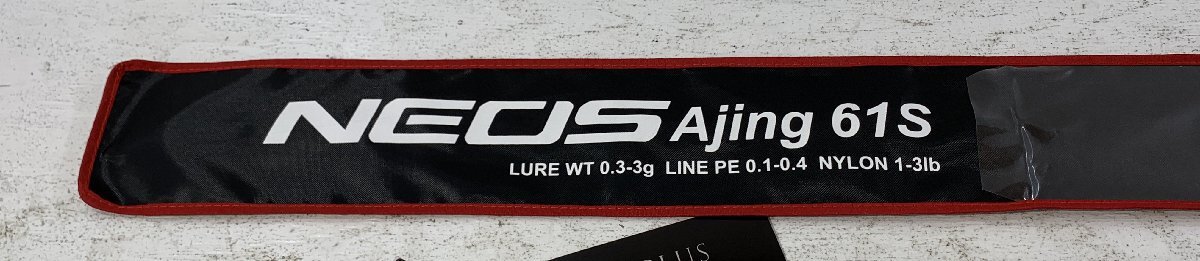 NEOS Ajing 61S
LURE WT 0.3-3g LINE PE 0.1-0.4 NYLON 1-3lb